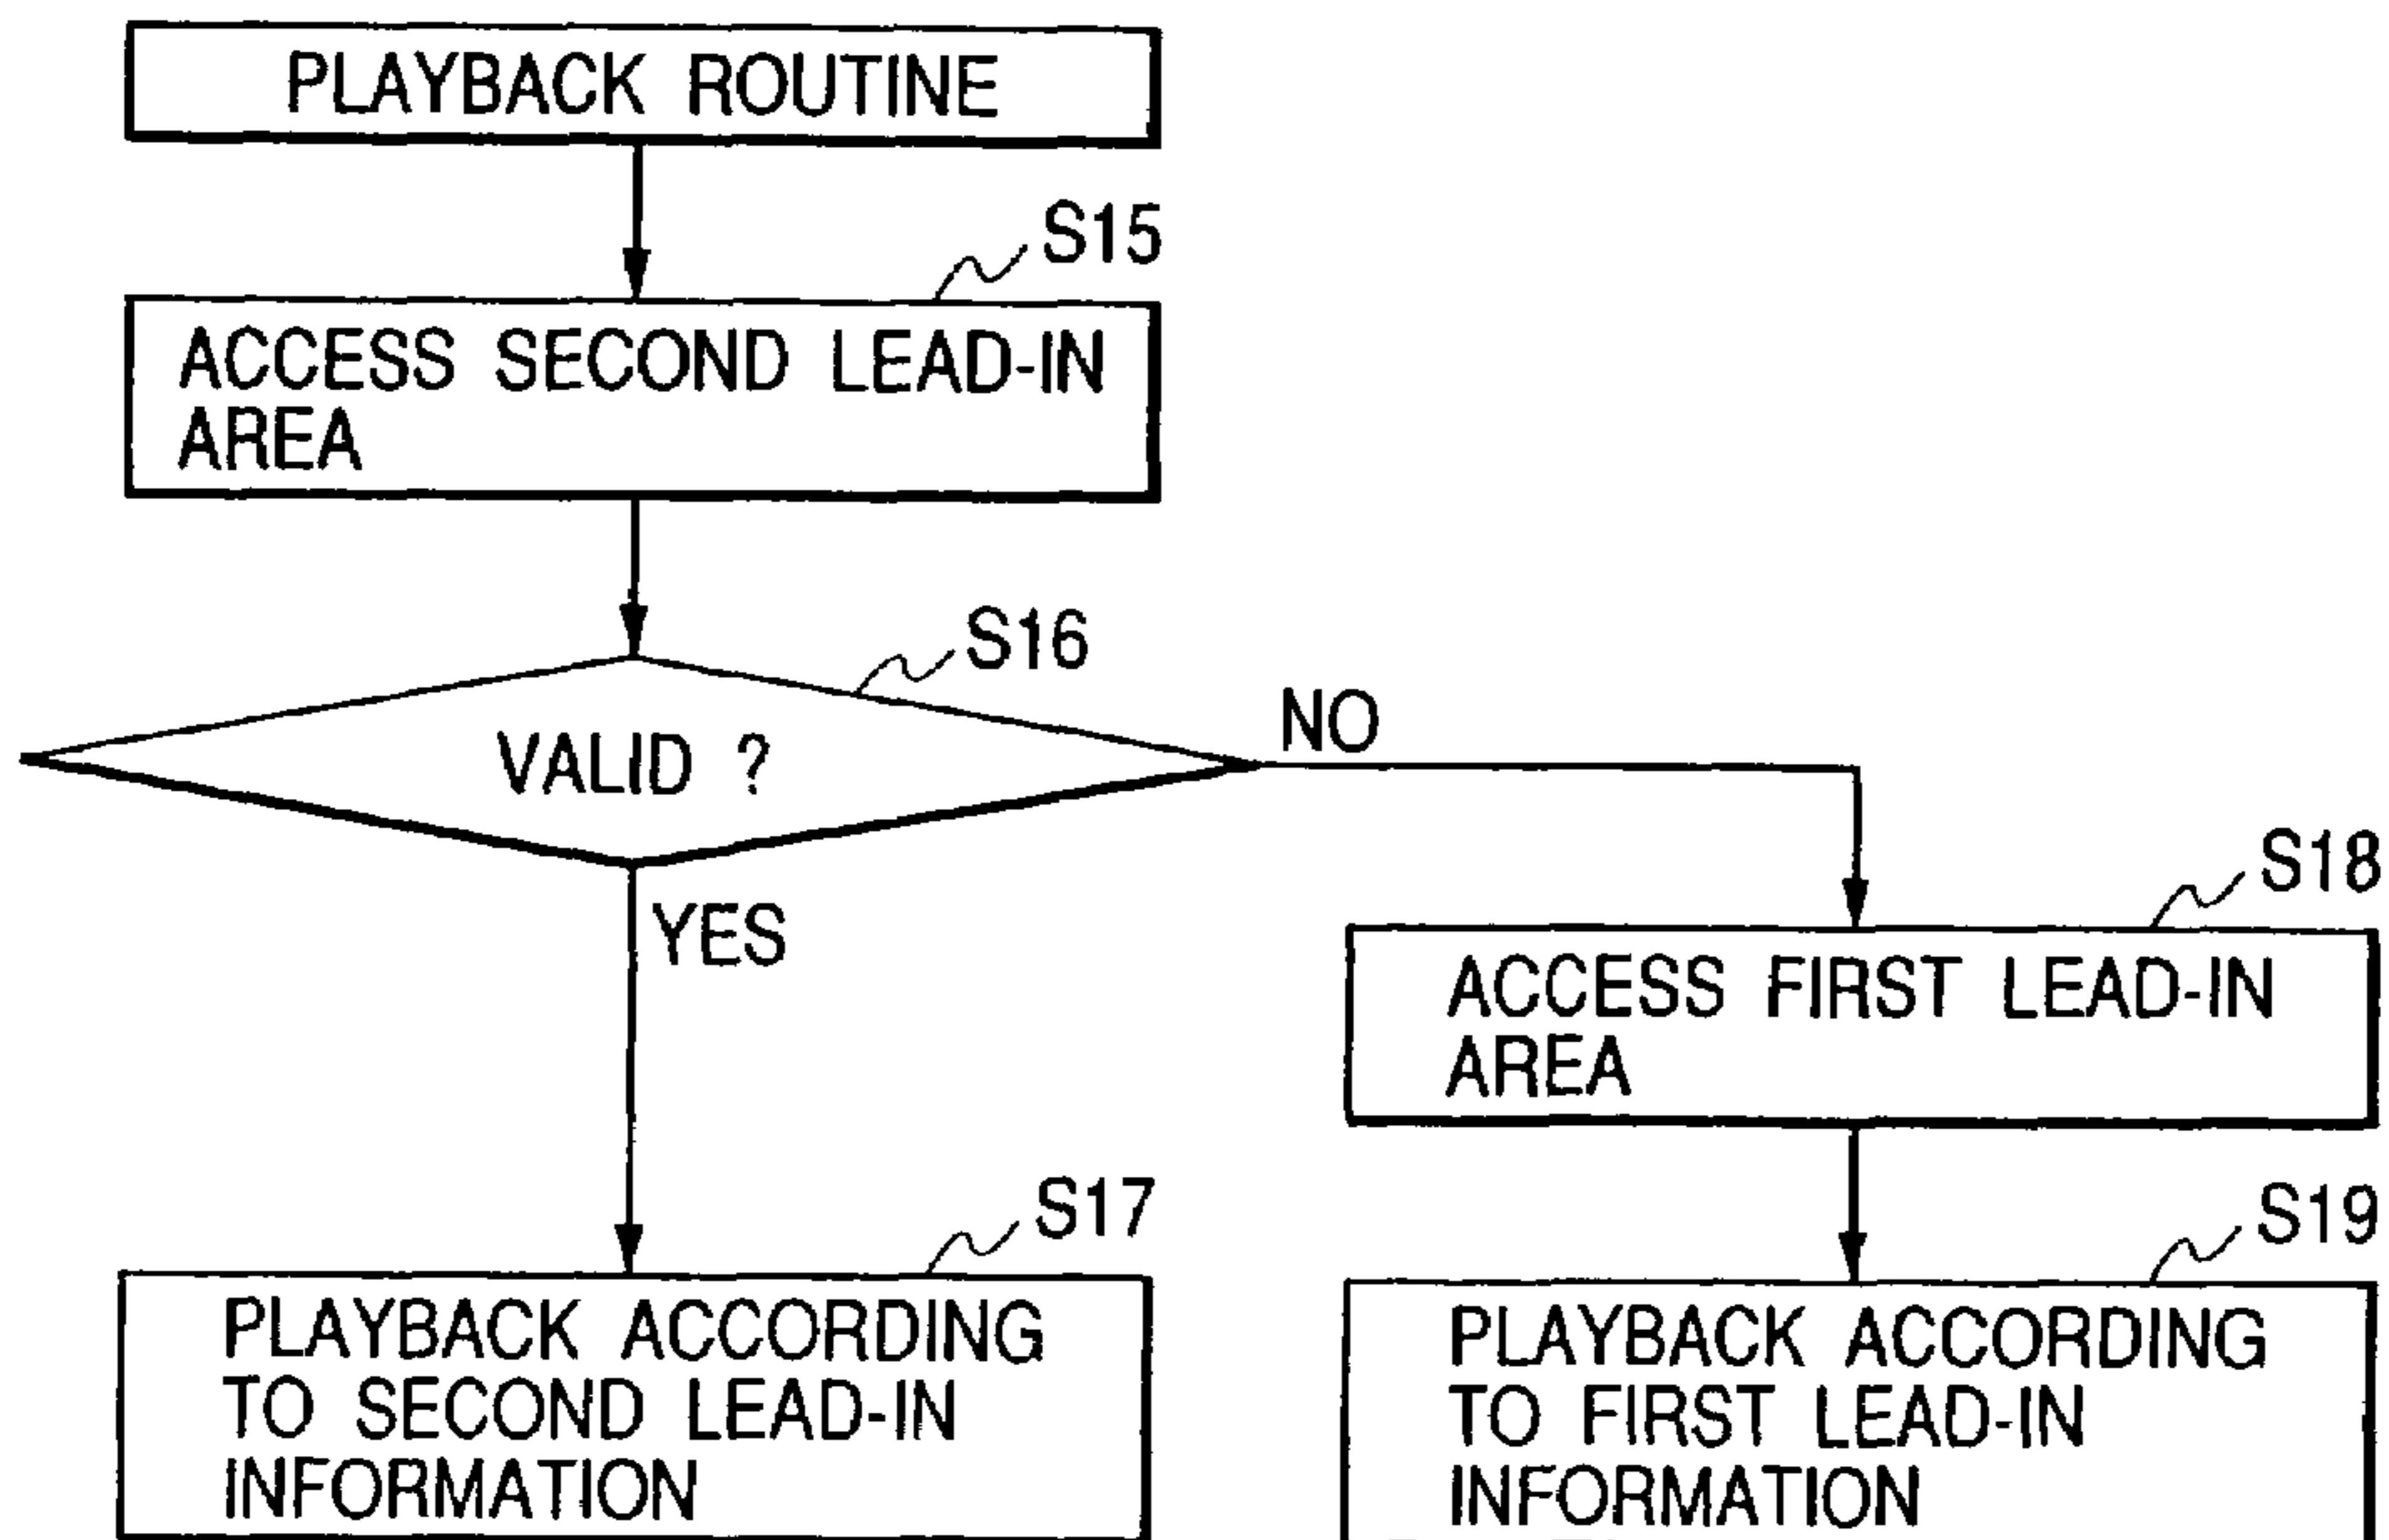 PLAYBACK ROUTINE
S15
ACCESS SECOND LEAD-IN
AREA
S16
VALID ?
NO
YES
S18
ACCESS FIRST LEAD-IN
AREA
S17
PLAYBACK ACCORDING
TO SECOND LEAD-IN
INFORMATION
S19
PLAYBACK ACCORDING
TO FIRST LEAD-IN
INFORMATION